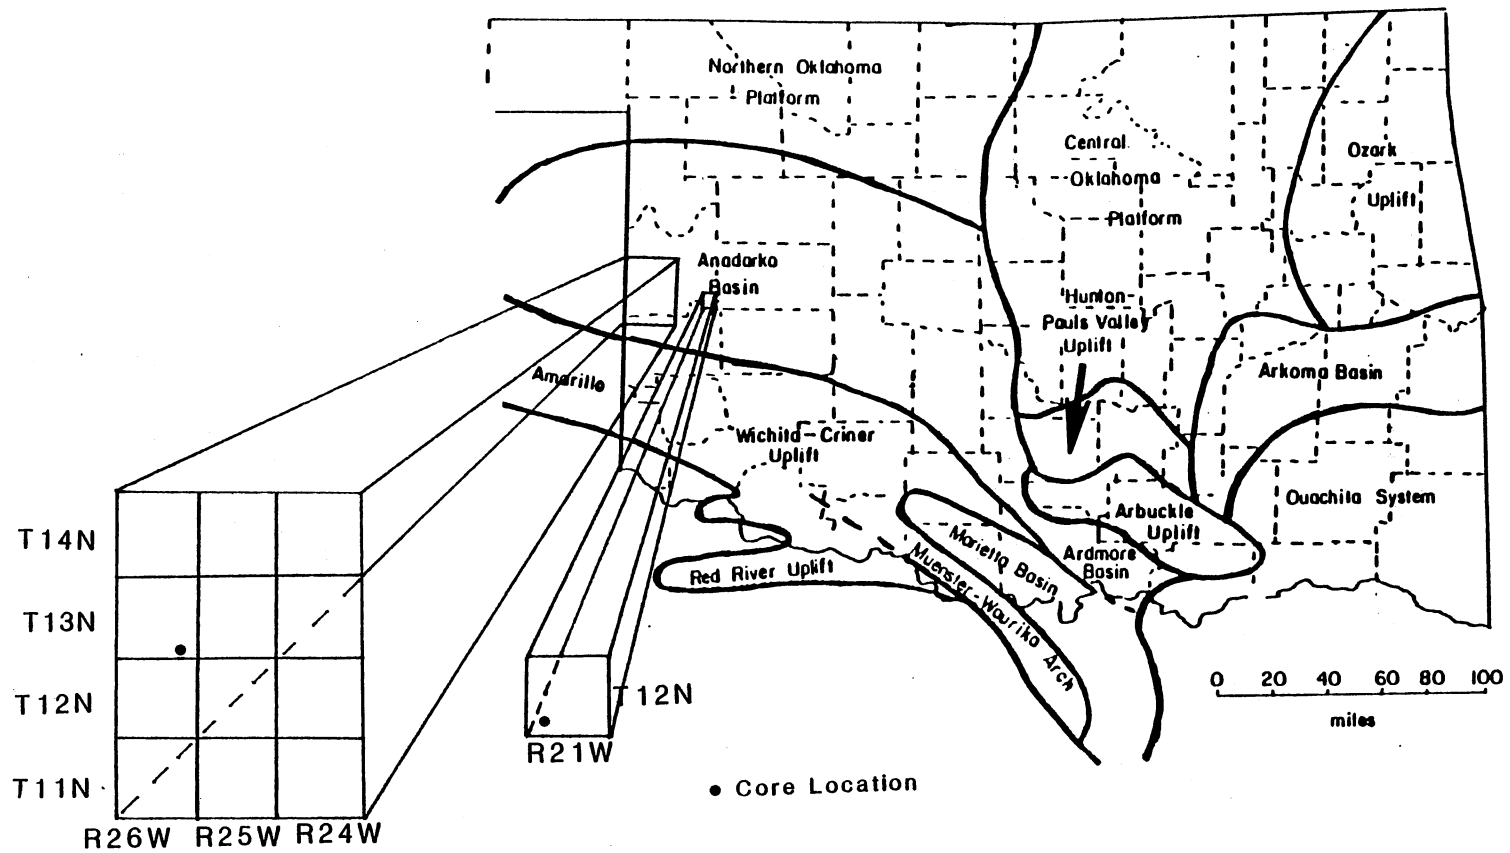 Northern Oklahoma
Platform
Central
Oklahoma
Platform
Ozark
Uplift
Anadarko
Basin
Hunton-
Pauls Valley
Uplift
Amarillo
Arkoma Basin
Wichita-Criner
Uplift
Ouachita System
Arbuckle
Uplift
Ardmore
Basin
Marietta Basin
Muenster-Waurika Arch
Red River Uplift
T14N
T13N
T12N
T11N
R26W R25W R24W
T12N
R21W
0 20 40 60 80 100
miles
Core Location